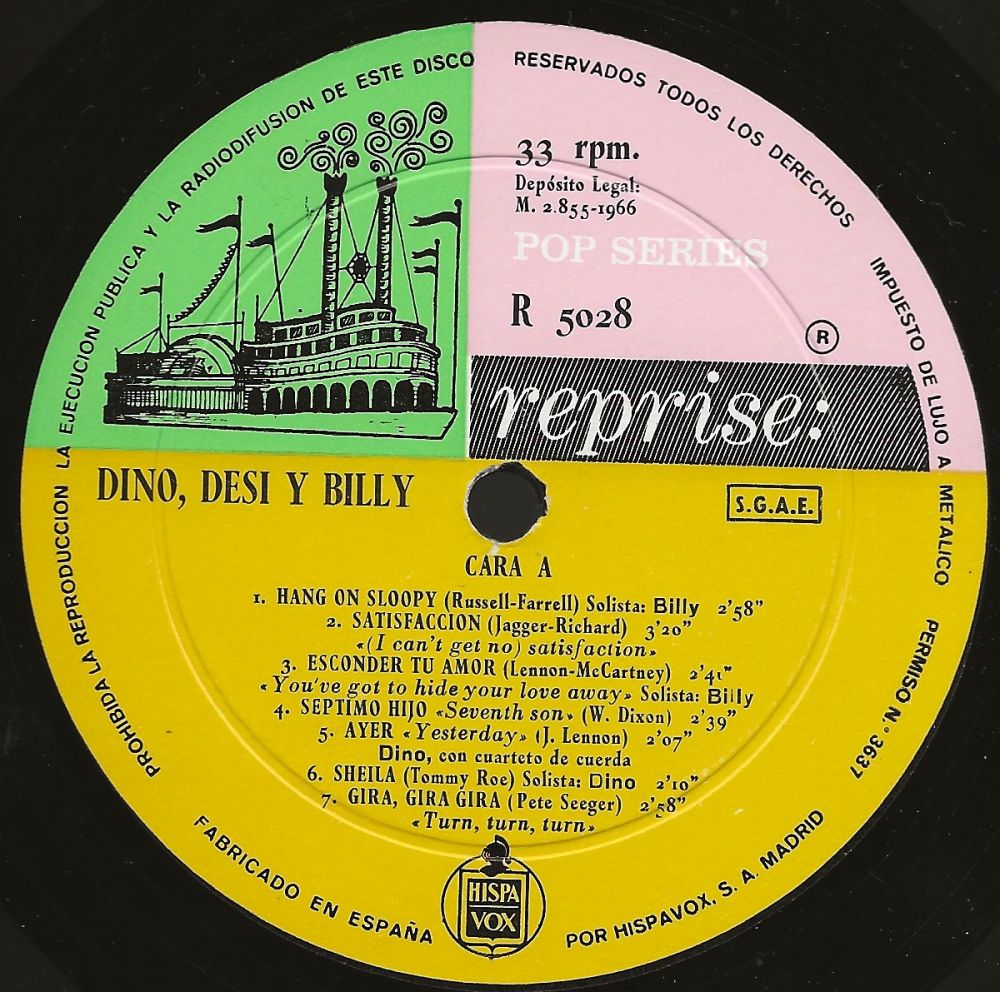 PROHIBIDA LA REPRODUCCION LA EJECUCION PUBLICA Y LA RADIODIFUSION DE ESTE DISCO
RESERVADOS TODOS LOS DERECHOS
IMPUESTO DE LUJO A METALICO
PERMISO N.º 3637
33 rpm.
Depósito Legal:
M. 2.855-1966
POP SERIES
R 5028
R
reprise:
DINO, DESI Y BILLY
S.G.A.E.
CARA A
1. HANG ON SLOOPY (Russell-Farrell) Solista: Billy 2'58"
2. SATISFACCION (Jagger-Richard) 3'20"
«(I can't get no) satisfaction»
3. ESCONDER TU AMOR (Lennon-McCartney) 2'41"
«You've got to hide your love away» Solista: Billy
4. SEPTIMO HIJO «Seventh son» (W. Dixon) 2'39"
5. AYER «Yesterday» (J. Lennon) 2'07"
Dino, con cuarteto de cuerda
6. SHEILA (Tommy Roe) Solista: Dino 2'10"
7. GIRA, GIRA GIRA (Pete Seeger) 2'58"
«Turn, turn, turn»
HISPA
VOX
FABRICADO EN ESPAÑA
POR HISPAVOX, S. A. MADRID